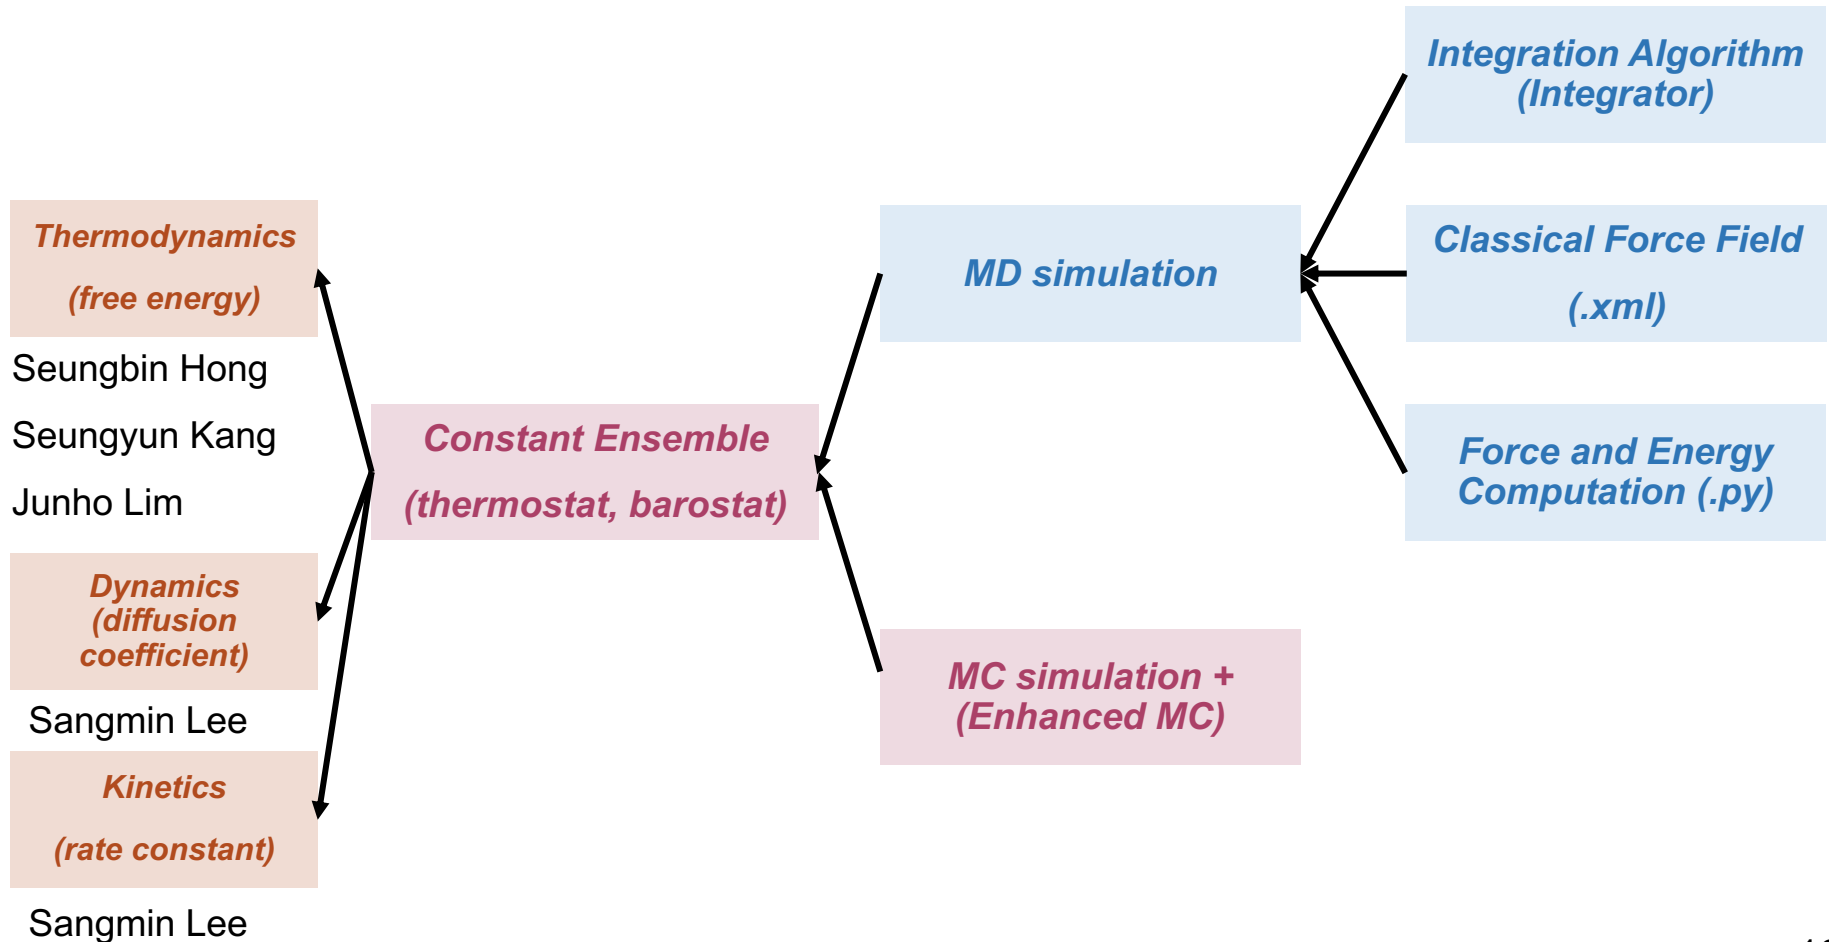 Integration Algorithm
(Integrator)
Thermodynamics
(free energy)
MD simulation
Classical Force Field
(.xml)
Seungbin Hong
Seungyun Kang
Junho Lim
Constant Ensemble
(thermostat, barostat)
Force and Energy
Computation (.py)
Dynamics
(diffusion
coefficient)
Sangmin Lee
MC simulation +
(Enhanced MC)
Kinetics
(rate constant)
Sangmin Lee